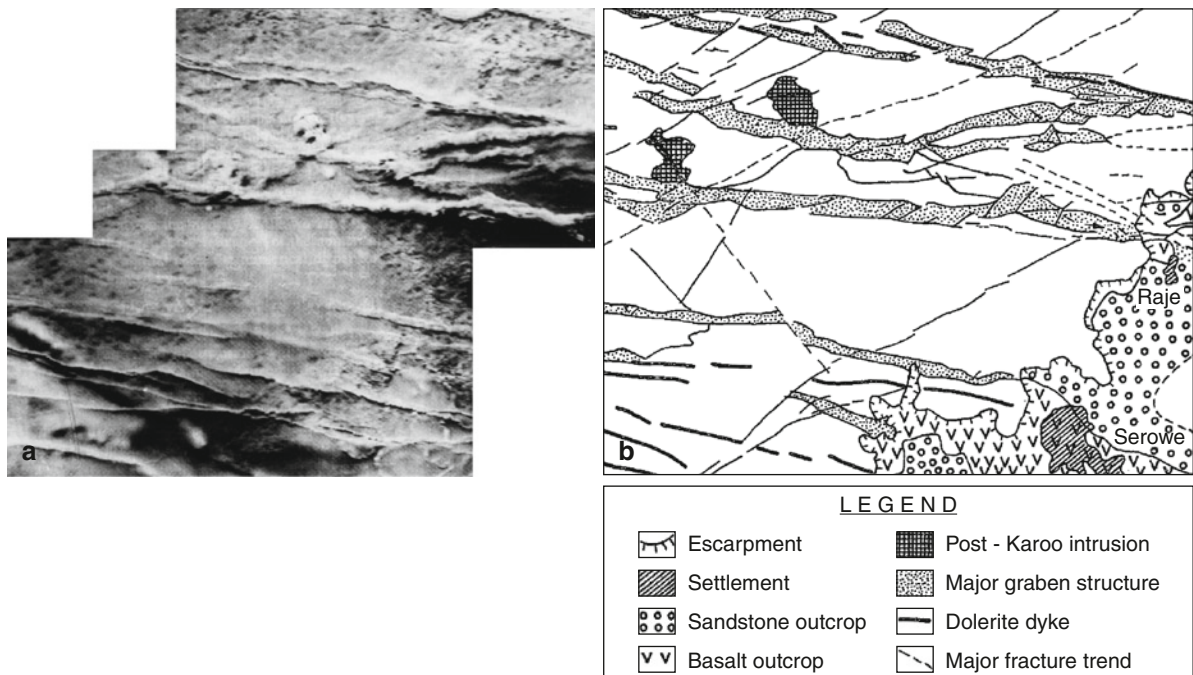 a
b
Raje
Serowe
LEGEND
Escarpment
Settlement
Sandstone outcrop
Basalt outcrop
Post - Karoo intrusion
Major graben structure
Dolerite dyke
Major fracture trend